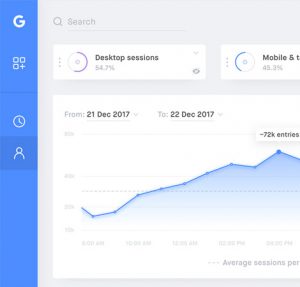 G
Search
Desktop sessions
54.7%
Mobile & t
45.3%
From: 21 Dec 2017
To: 22 Dec 2017
~72k entries
60k
40k
20k
10k
8:00 AM
10:00 AM
12:00 AM
02:00 PM
04:00 PM
06:00 PM
Average sessions per